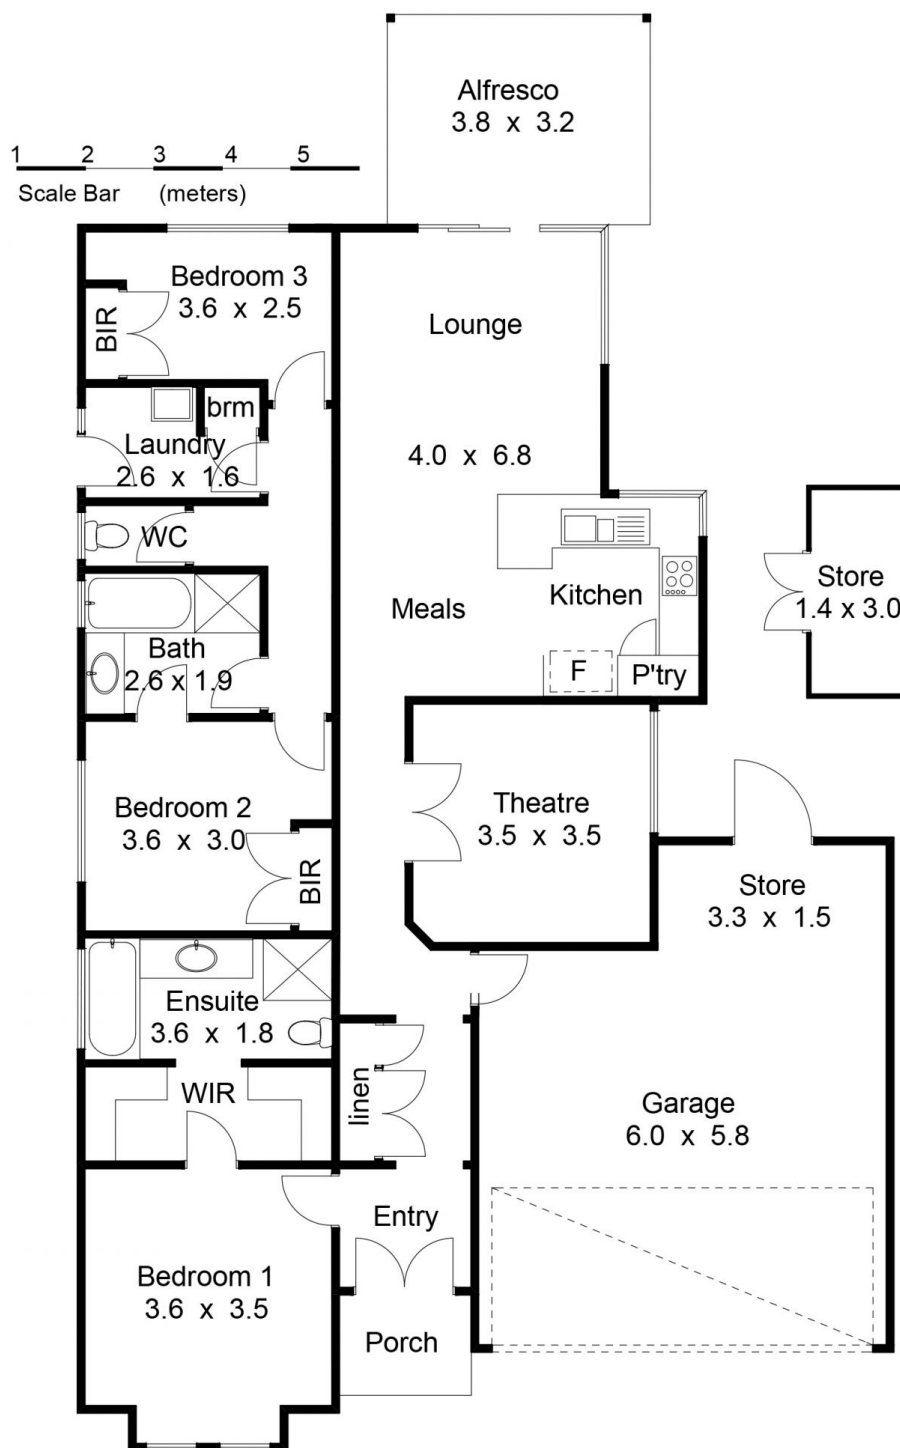 Alfresco
3.8 x 3.2
1 2 3 4 5
Scale Bar (meters)
Bedroom 3
3.6 x 2.5
BIR
Lounge
brm
Laundry
2.6 x 1.6
4.0 x 6.8
WC
Store
1.4 x 3.0
Kitchen
Meals
Bath
2.6 x 1.9
F
P'try
Bedroom 2
3.6 x 3.0
BIR
Theatre
3.5 x 3.5
Store
3.3 x 1.5
Ensuite
3.6 x 1.8
WIR
linen
Garage
6.0 x 5.8
Entry
Bedroom 1
3.6 x 3.5
Porch